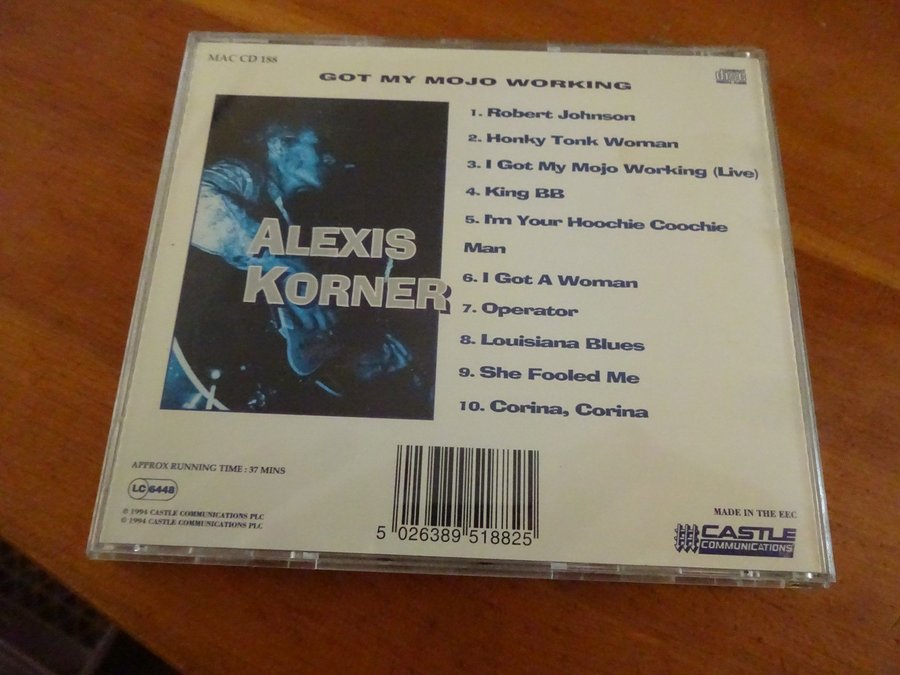 MAC CD 188
GOT MY MOJO WORKING
1. Robert Johnson
2. Honky Tonk Woman
3. I Got My Mojo Working (Live)
4. King BB
5. I'm Your Hoochie Coochie
Man
6. I Got A Woman
7. Operator
8. Louisiana Blues
9. She Fooled Me
10. Corina, Corina
ALEXIS
KORNER
APPROX RUNNING TIME : 37 MINS
LC 6448
℗ 1994 CASTLE COMMUNICATIONS PLC
© 1994 CASTLE COMMUNICATIONS PLC
5 026389 518825
MADE IN THE EEC
CASTLE
COMMUNICATIONS